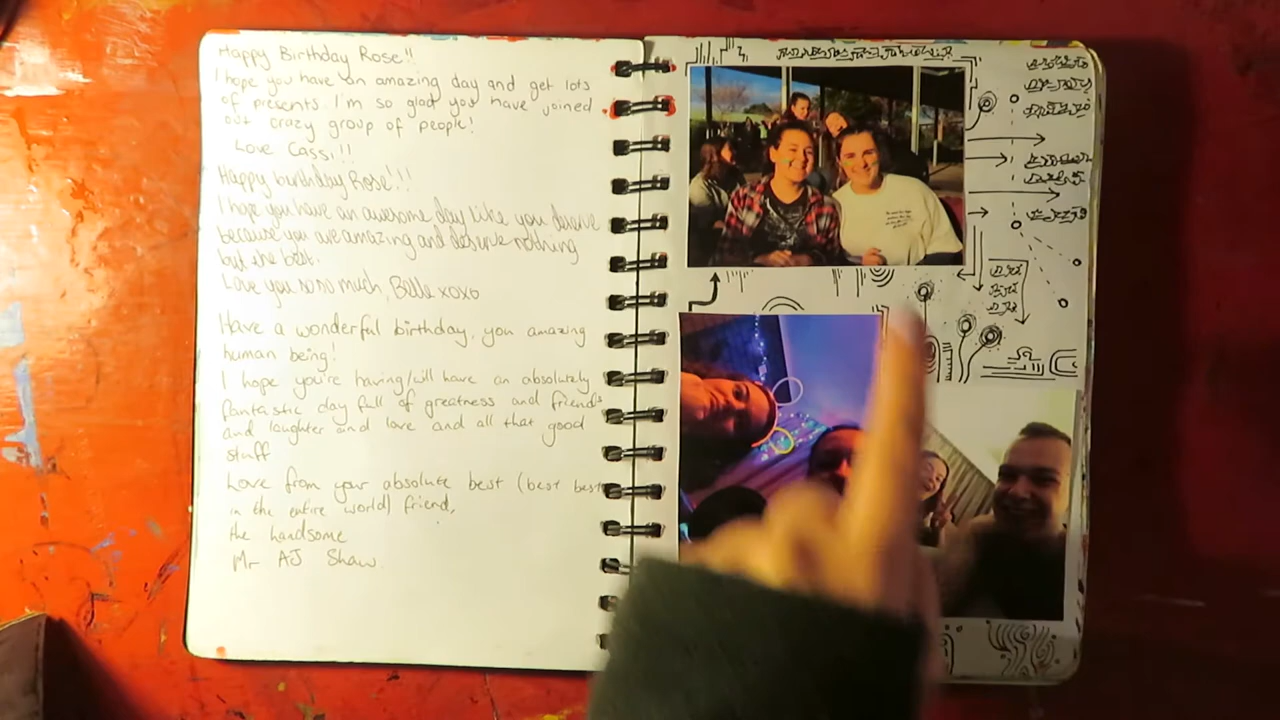 Happy Birthday Rose!!
I hope you have an amazing day and get lots
of presents. I'm so glad you have joined
our crazy group of people!
Love Cassi!!
Happy birthday Rose!!!
I hope you have an awesome day like you deserve
because you are amazing and deserve nothing
but the best.
Love you so so much, Belle xoxo
Have a wonderful birthday, you amazing
human being!
I hope you're having/will have an absolutely
fantastic day full of greatness and friends
and laughter and love and all that good
stuff
Love from your absolute best (best best
in the entire world) friend,
the handsome
Mr AJ Shaw.